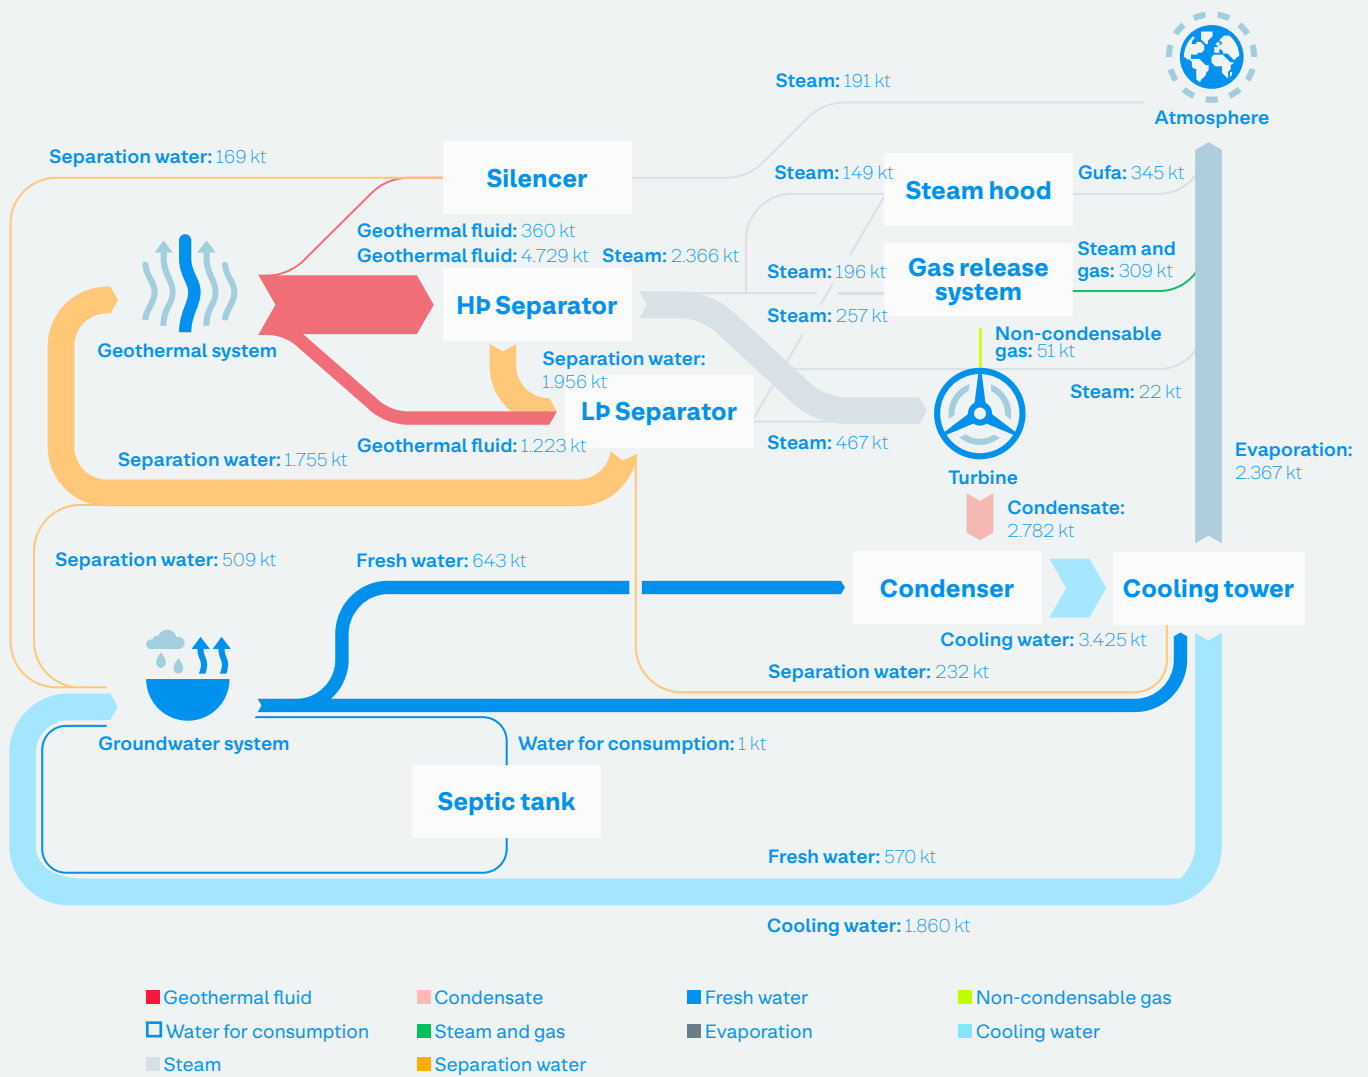 Steam: 191 kt
Atmosphere
Separation water: 169 kt
Silencer
Steam: 149 kt
Steam hood
Gufa: 345 kt
Geothermal fluid: 360 kt
Geothermal fluid: 4.729 kt
Steam: 2.366 kt
Steam: 196 kt
Gas release
system
Steam and
gas: 309 kt
HÞ Separator
Steam: 257 kt
Geothermal system
Non-condensable
gas: 51 kt
Separation water:
1.956 kt
LÞ Separator
Steam: 22 kt
Geothermal fluid: 1.223 kt
Steam: 467 kt
Separation water: 1.755 kt
Turbine
Evaporation:
2.367 kt
Condensate:
2.782 kt
Separation water: 509 kt
Fresh water: 643 kt
Condenser
Cooling tower
Cooling water: 3.425 kt
Separation water: 232 kt
Groundwater system
Water for consumption: 1 kt
Septic tank
Fresh water: 570 kt
Cooling water: 1.860 kt
Geothermal fluid
Condensate
Fresh water
Non-condensable gas
Water for consumption
Steam and gas
Evaporation
Cooling water
Steam
Separation water